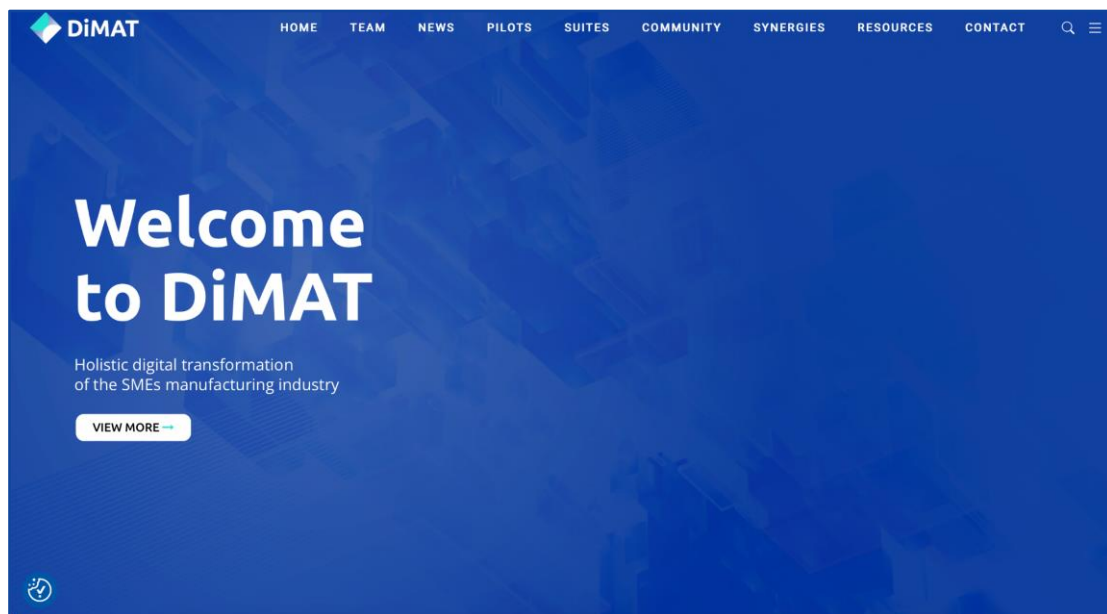 DiMAT
HOME TEAM NEWS PILOTS SUITES COMMUNITY SYNERGIES RESOURCES CONTACT
Welcome
to DiMAT
Holistic digital transformation
of the SMEs manufacturing industry
VIEW MORE →